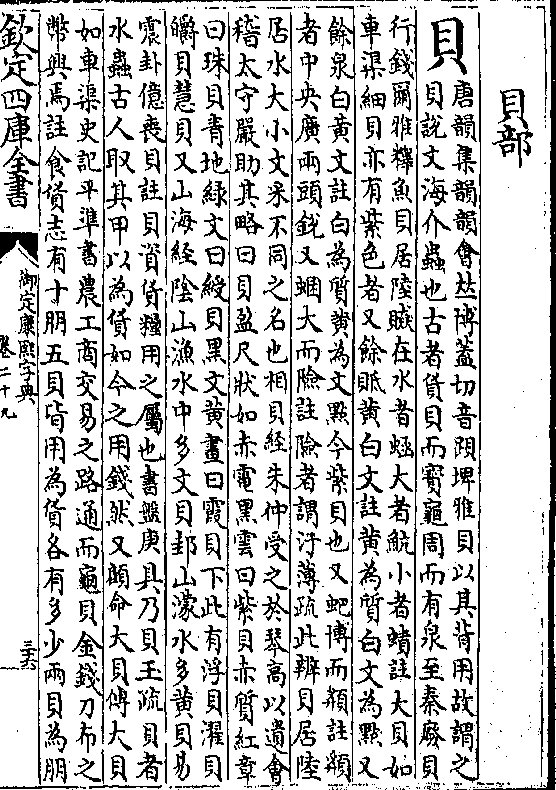 貝部
貝 唐韻集韻韻會𠀤博蓋切音䟺埤雅貝以其背用故謂之
貝說文海介蟲也古者貨貝而寶龜周而有泉至秦廢貝
行錢爾雅釋魚貝居陸贆在水者蜬大者魧小者鰿註大貝如
車渠細貝亦有紫色者又餘貾黃白文註黃為質白文為點又
餘泉白黃文註白為質黃為文點今紫貝也又蚆博而頯註頯
者中央廣兩頭銳又蜠大而險註險者謂汙薄疏此辨貝居陸
居水大小文采不同之名也相貝經朱仲受之於琴高以遺會
稽太守嚴助其略曰貝盈尺狀如赤電黑雲曰紫貝赤質紅章
曰珠貝青地綠文曰綬貝黑文黃畫曰霞貝下此有浮貝濯貝
皭貝慧貝又山海經陰山漁水中多文貝邽山濛水多黃貝易
震卦億喪貝註貝資貨糧用之屬也書盤庚具乃貝玉疏貝者
水蟲古人取其甲以為貨如今之用錢然又顧命大貝傳大貝
如車渠史記平準書農工商交易之路通而龜貝金錢刀布之
幣興焉註食貨志有十朋五貝皆用為貨各有多少兩貝為朋
欽定四庫全書
御定康熙字典
卷二十九
三六